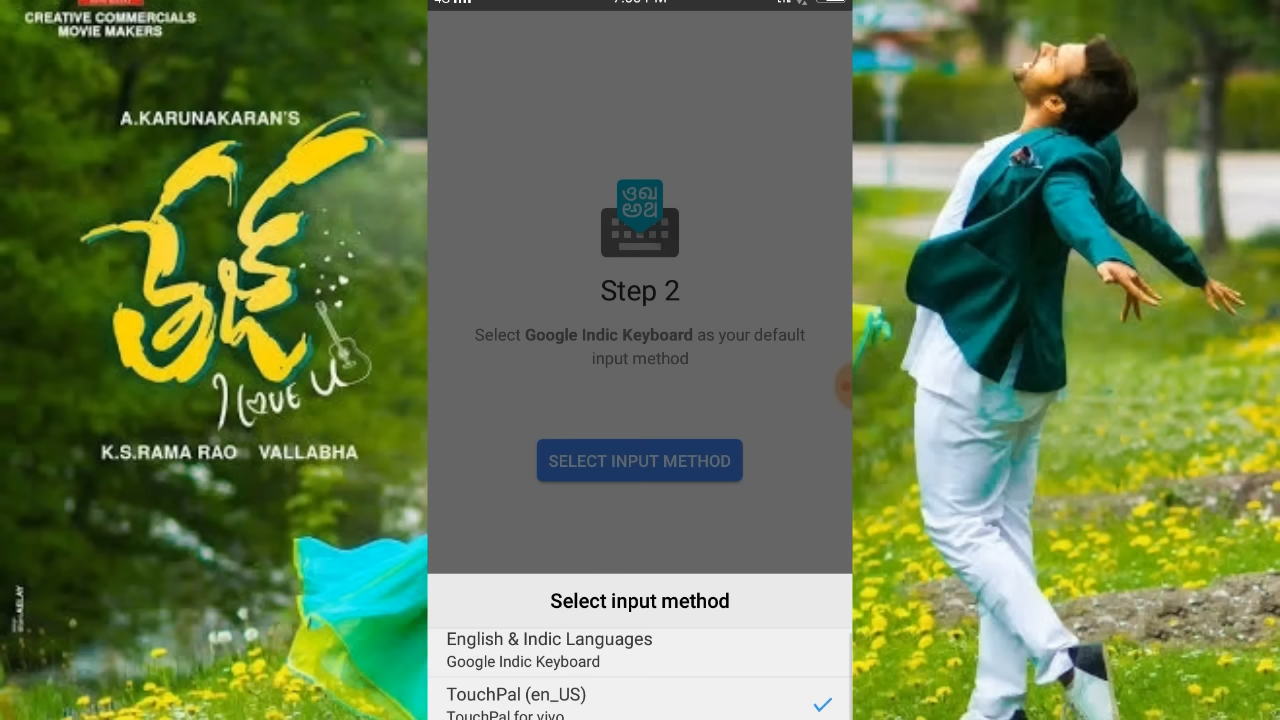 CREATIVE COMMERCIALS
MOVIE MAKERS
A.KARUNAKARAN'S
తేజ్
I LOVE U
K.S.RAMA RAO VALLABHA
Step 2
Select Google Indic Keyboard as your default
input method
SELECT INPUT METHOD
Select input method
English & Indic Languages
Google Indic Keyboard
TouchPal (en_US)
TouchPal for vivo